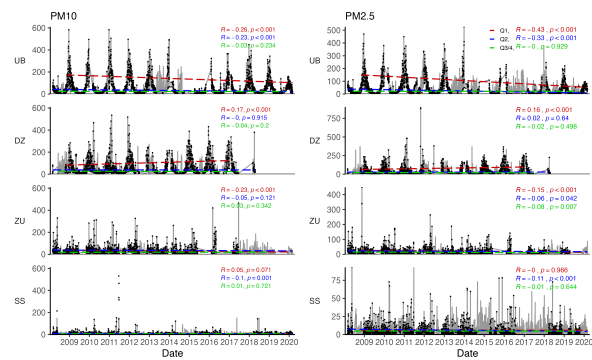 PM10
PM2.5
R = −0.26 , p < 0.001
R = −0.23 , p < 0.001
R = −0.03 , p = 0.234
UB
600
400
200
0
Q1,
Q2,
Q3/4,
R = −0.43 , p < 0.001
R = −0.33 , p < 0.001
R = −0 , p = 0.929
UB
500
400
300
200
100
0
R = 0.17 , p < 0.001
R = −0 , p = 0.915
R = −0.04 , p = 0.2
DZ
600
400
200
0
R = 0.16 , p < 0.001
R = 0.02 , p = 0.64
R = −0.02 , p = 0.498
DZ
750
500
250
0
R = −0.23 , p < 0.001
R = −0.05 , p = 0.121
R = 0.03 , p = 0.342
ZU
400
200
0
R = −0.15 , p < 0.001
R = −0.06 , p = 0.042
R = −0.08 , p = 0.007
ZU
400
300
200
100
0
R = 0.05 , p = 0.071
R = −0.1 , p = 0.001
R = 0.01 , p = 0.721
SS
600
400
200
0
R = −0 , p = 0.966
R = −0.11 , p < 0.001
R = −0.01 , p = 0.644
SS
75
50
25
0
2009 2010 2011 2012 2013 2014 2015 2016 2017 2018 2019 2020
2009 2010 2011 2012 2013 2014 2015 2016 2017 2018 2019 2020
Date
Date